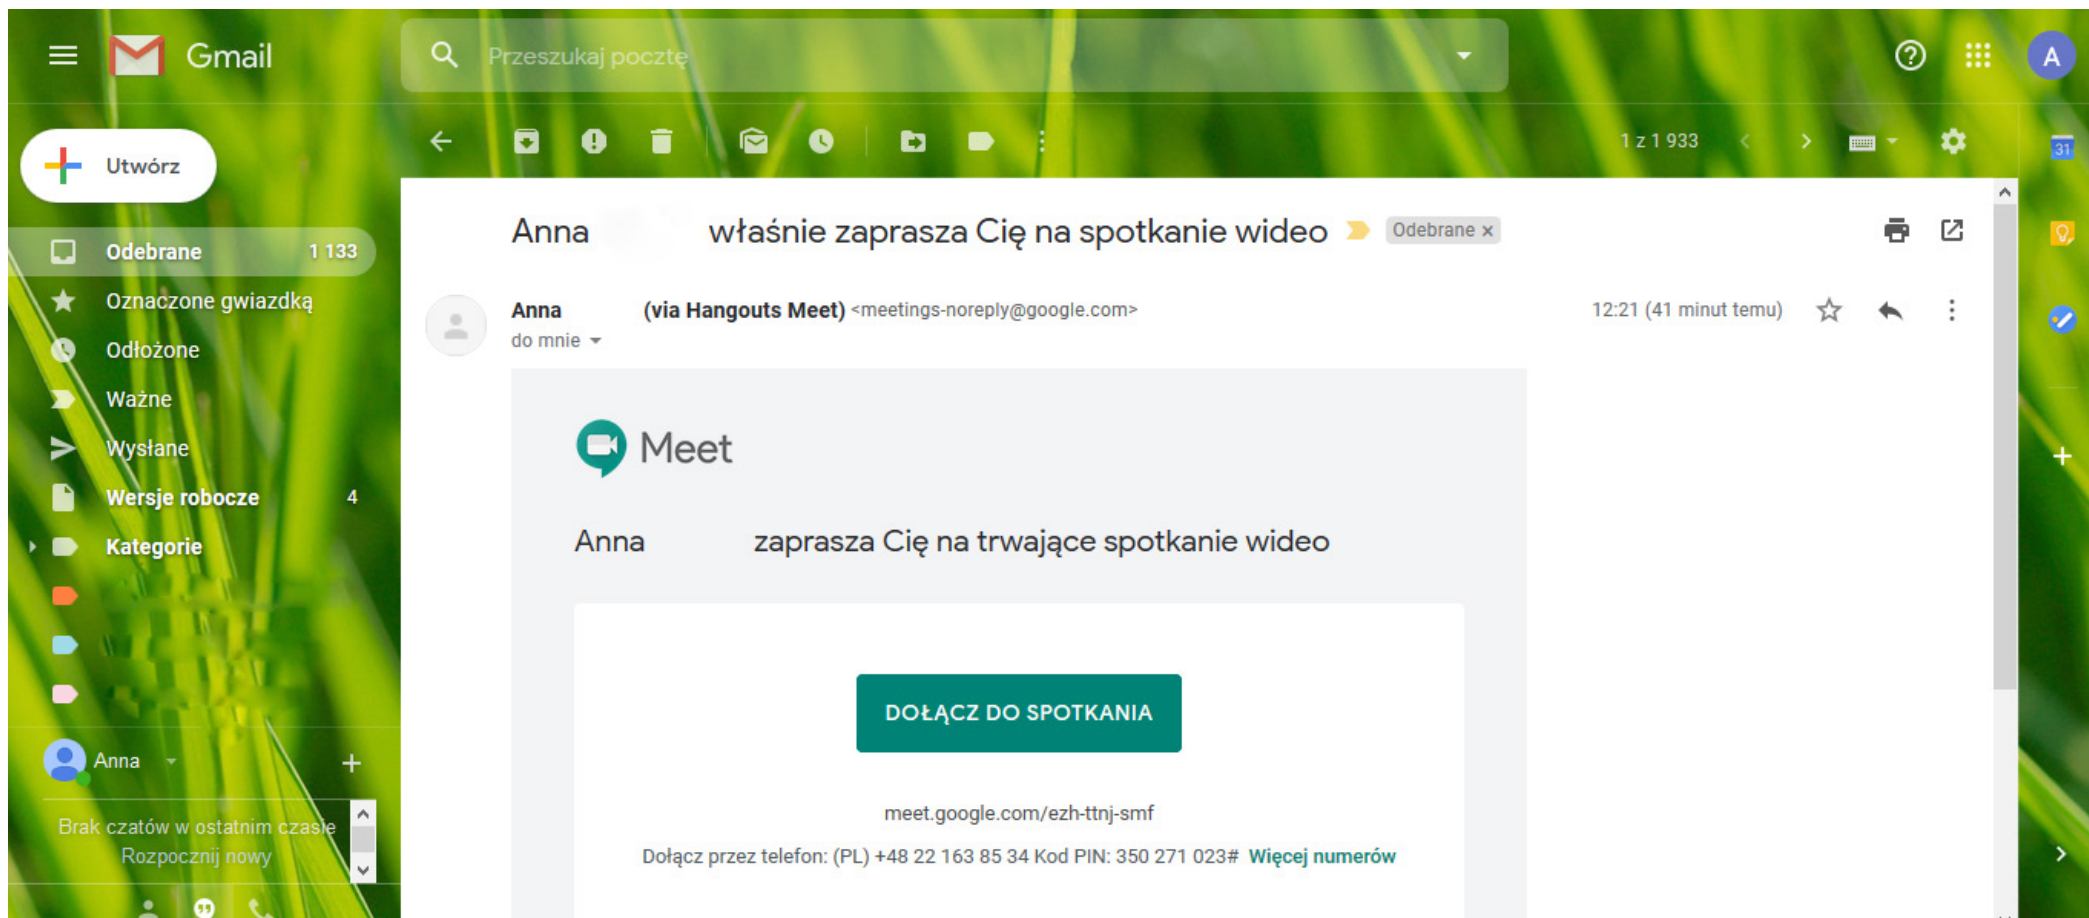 Gmail
Przeszukaj pocztę
A
Utwórz
1 z 1 933
31
Odebrane 1 133
Oznaczone gwiazdką
Odłożone
Ważne
Wysłane
Wersje robocze 4
Kategorie
Anna
Brak czatów w ostatnim czasie
Rozpocznij nowy
Anna właśnie zaprasza Cię na spotkanie wideo Odebrane x
Anna (via Hangouts Meet) <meetings-noreply@google.com> 12:21 (41 minut temu)
do mnie
Meet
Anna zaprasza Cię na trwające spotkanie wideo
DOŁĄCZ DO SPOTKANIA
meet.google.com/ezh-ttnj-smf
Dołącz przez telefon: (PL) +48 22 163 85 34 Kod PIN: 350 271 023# Więcej numerów